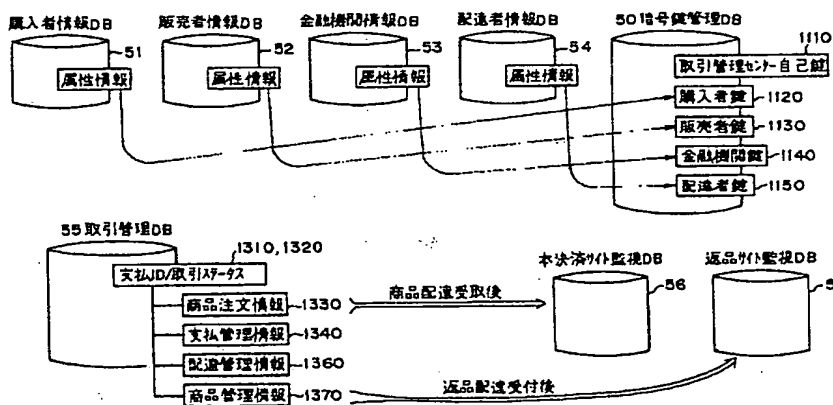 購入者情報DB
販売者情報DB
金融機関情報DB
配達者情報DB
50 暗号鍵管理DB
51
52
53
54
1110
属性情報
属性情報
属性情報
属性情報
取引管理センター自己鍵
購入者鍵
1120
販売者鍵
1130
金融機関鍵
1140
配達者鍵
1150
55 取引管理DB
1310,1320
支払ID/取引ステータス
本決済サイト監視DB
返品サイト監視DB
商品注文情報
1330
商品配達受取後
56
支払管理情報
1340
配達管理情報
1360
商品管理情報
1370
返品配達受付後